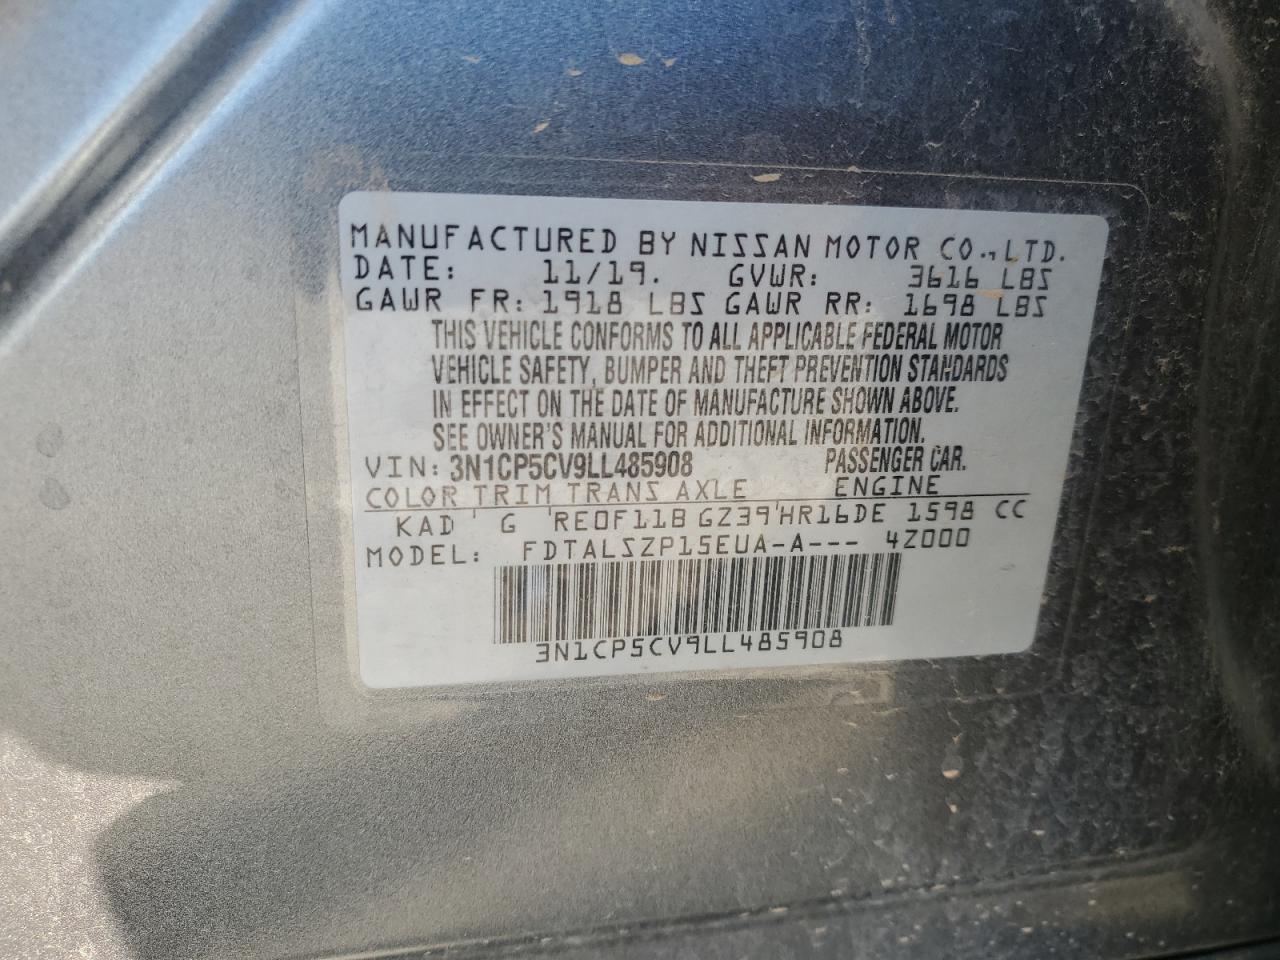 MANUFACTURED BY NISSAN MOTOR CO., LTD.
DATE: 11/19. GVWR: 3616 LBS
GAWR FR: 1918 LBS GAWR RR: 1698 LBS
THIS VEHICLE CONFORMS TO ALL APPLICABLE FEDERAL MOTOR
VEHICLE SAFETY, BUMPER AND THEFT PREVENTION STANDARDS
IN EFFECT ON THE DATE OF MANUFACTURE SHOWN ABOVE.
SEE OWNER'S MANUAL FOR ADDITIONAL INFORMATION.
VIN: 3N1CP5CV9LL485908 PASSENGER CAR.
COLOR TRIM TRANS AXLE ENGINE
KAD ' G 'RE0F11B GZ39'HR16DE 1598 CC
MODEL: FDTALSZP15EUA-A--- 4Z000
3N1CP5CV9LL485908